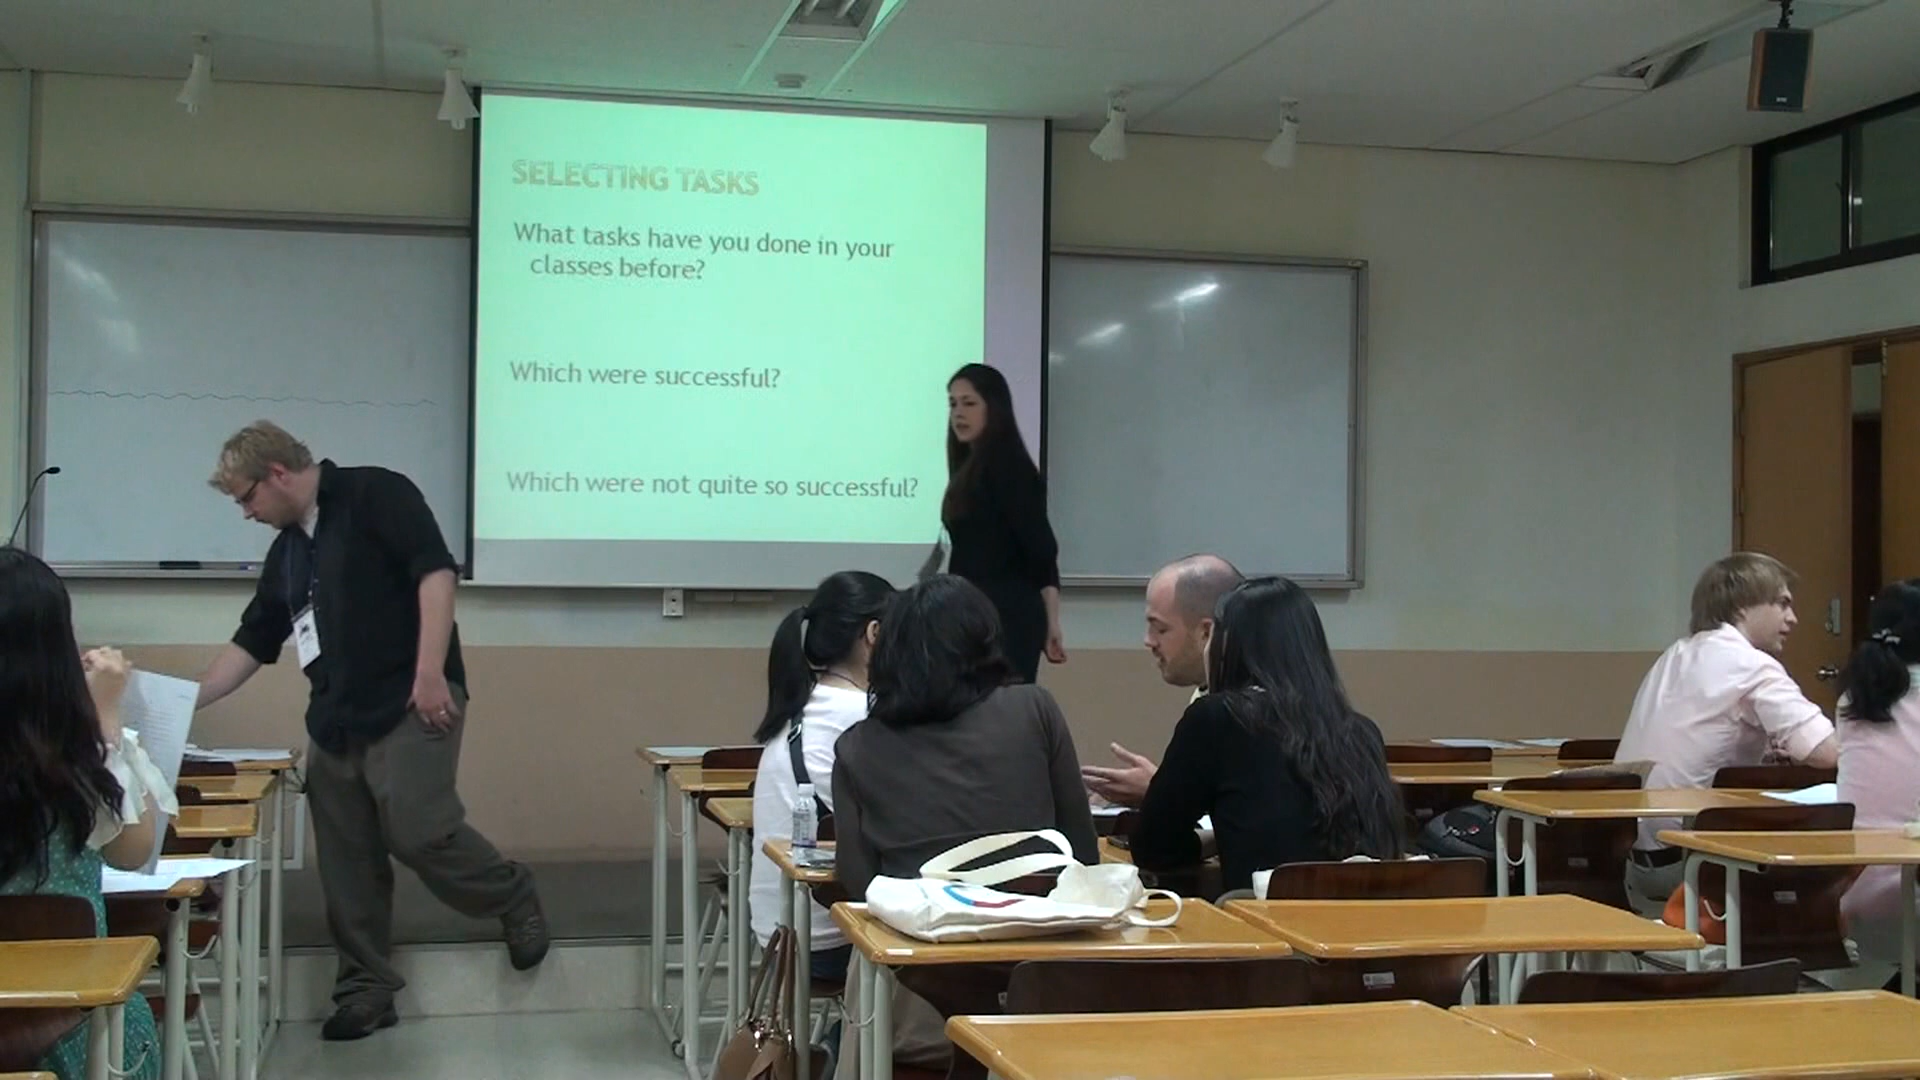 SELECTING TASKS
What tasks have you done in your
classes before?
Which were successful?
Which were not quite so successful?